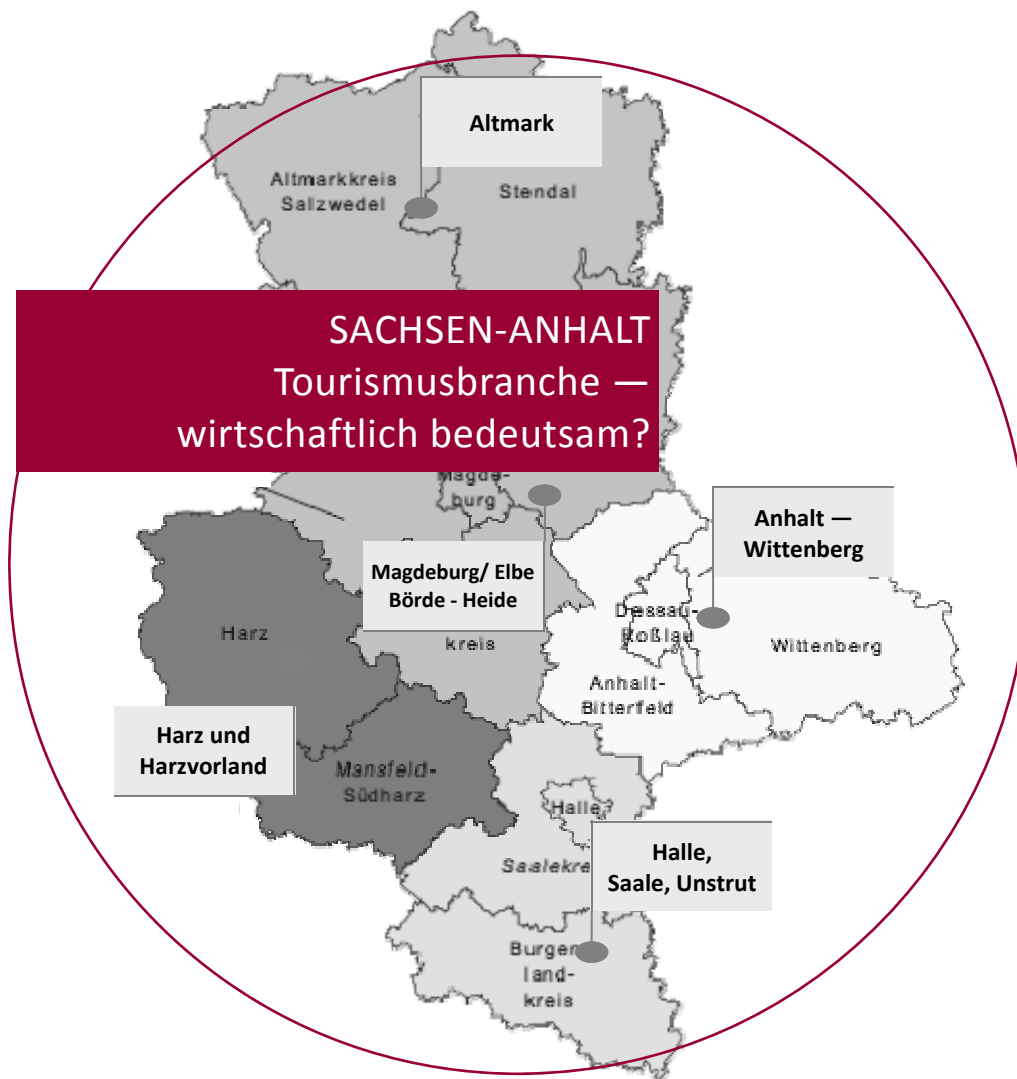 Altmark
Altmarkkreis
Salzwedel
Stendal
SACHSEN-ANHALT
Tourismusbranche —
wirtschaftlich bedeutsam?
Magde-
burg
Anhalt —
Wittenberg
Magdeburg/ Elbe
Börde - Heide
kreis
Dessau-
Roßlau
Wittenberg
Harz
Anhalt-
Bitterfeld
Harz und
Harzvorland
Mansfeld-
Südharz
Halle
Halle,
Saale, Unstrut
Saalekre
Burgen
land-
kreis